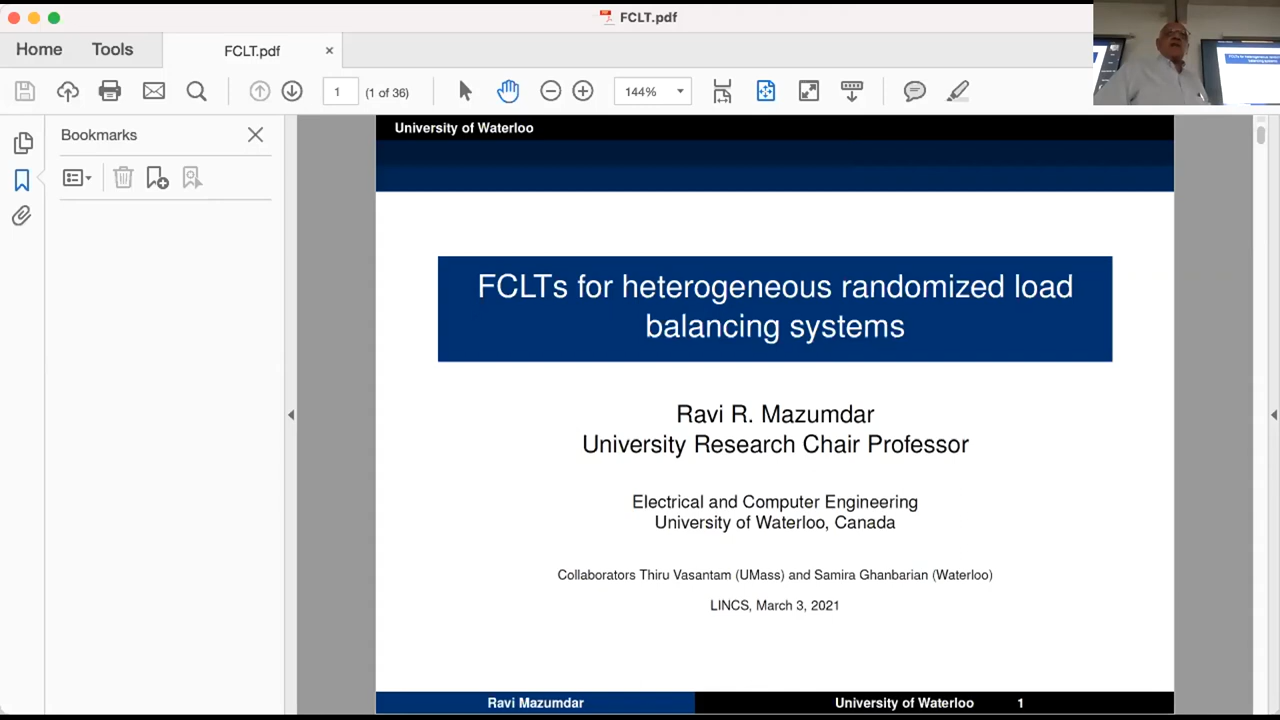 FCLT.pdf
Home
Tools
FCLT.pdf
1
(1 of 36)
144%
Bookmarks
University of Waterloo
FCLTs for heterogeneous randomized load
balancing systems
Ravi R. Mazumdar
University Research Chair Professor
Electrical and Computer Engineering
University of Waterloo, Canada
Collaborators Thiru Vasantam (UMass) and Samira Ghanbarian (Waterloo)
LINCS, March 3, 2021
Ravi Mazumdar
University of Waterloo
1